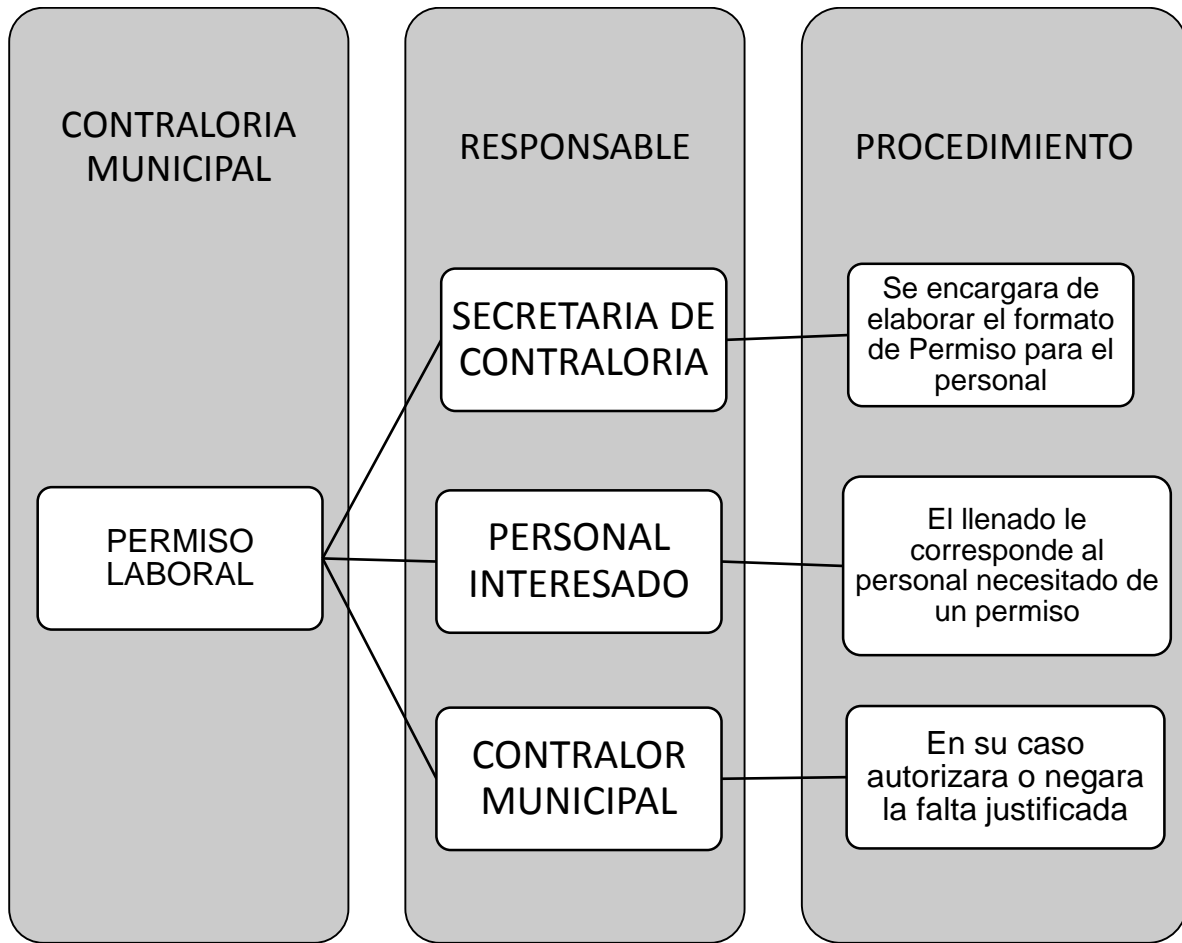 CONTRALORIA
MUNICIPAL
RESPONSABLE
PROCEDIMIENTO
PERMISO
LABORAL
SECRETARIA DE
CONTRALORIA
Se encargara de
elaborar el formato
de Permiso para el
personal
PERSONAL
INTERESADO
El llenado le
corresponde al
personal necesitado de
un permiso
CONTRALOR
MUNICIPAL
En su caso
autorizara o negara
la falta justificada